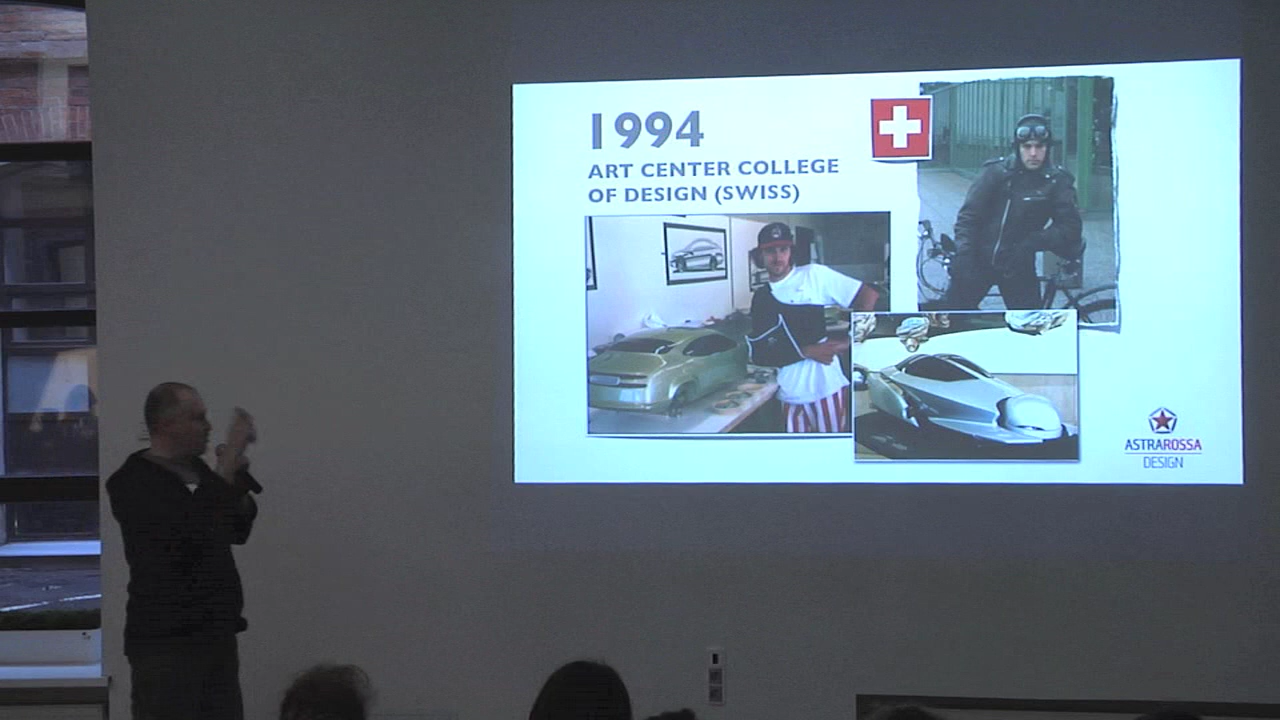 1994
ART CENTER COLLEGE
OF DESIGN (SWISS)
ASTRAROSSA
DESIGN